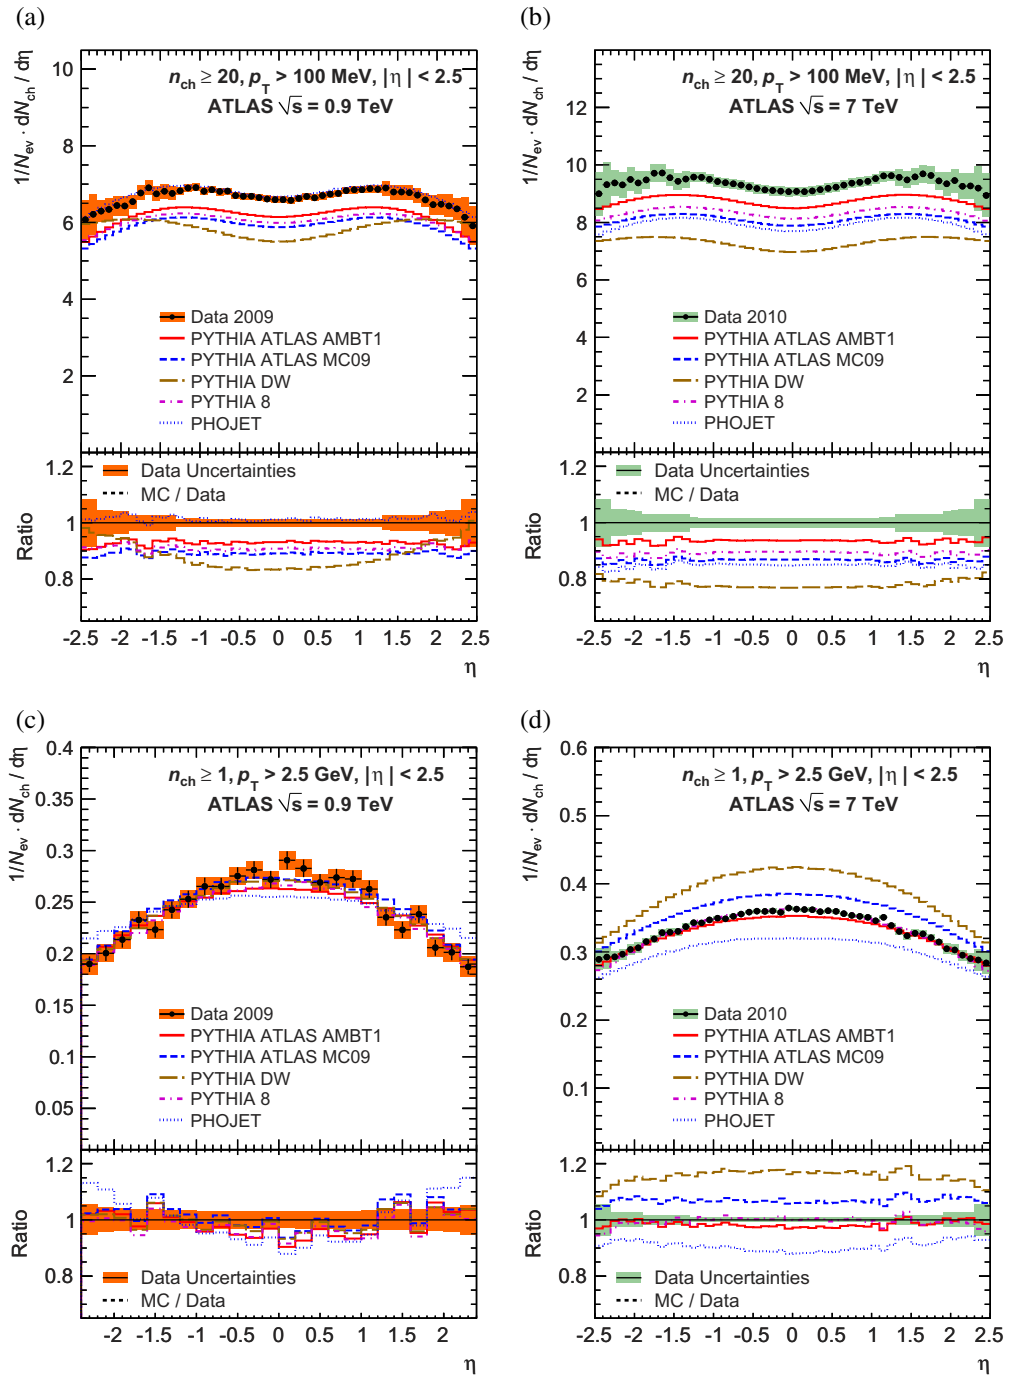 (a)
1/N_ev · dN_ch / dη
n_ch ≥ 20, p_T > 100 MeV, |η| < 2.5
ATLAS √s = 0.9 TeV
10
8
6
4
2
Data 2009
PYTHIA ATLAS AMBT1
PYTHIA ATLAS MC09
PYTHIA DW
PYTHIA 8
PHOJET
Ratio
1.2
1
0.8
Data Uncertainties
MC / Data
-2.5 -2 -1.5 -1 -0.5 0 0.5 1 1.5 2 2.5
η
(b)
1/N_ev · dN_ch / dη
n_ch ≥ 20, p_T > 100 MeV, |η| < 2.5
ATLAS √s = 7 TeV
12
10
8
6
4
2
Data 2010
PYTHIA ATLAS AMBT1
PYTHIA ATLAS MC09
PYTHIA DW
PYTHIA 8
PHOJET
Ratio
1.2
1
0.8
Data Uncertainties
MC / Data
-2.5 -2 -1.5 -1 -0.5 0 0.5 1 1.5 2 2.5
η
(c)
1/N_ev · dN_ch / dη
n_ch ≥ 1, p_T > 2.5 GeV, |η| < 2.5
ATLAS √s = 0.9 TeV
0.4
0.35
0.3
0.25
0.2
0.15
0.1
0.05
Data 2009
PYTHIA ATLAS AMBT1
PYTHIA ATLAS MC09
PYTHIA DW
PYTHIA 8
PHOJET
Ratio
1.2
1
0.8
Data Uncertainties
MC / Data
-2 -1.5 -1 -0.5 0 0.5 1 1.5 2
η
(d)
1/N_ev · dN_ch / dη
n_ch ≥ 1, p_T > 2.5 GeV, |η| < 2.5
ATLAS √s = 7 TeV
0.6
0.5
0.4
0.3
0.2
0.1
Data 2010
PYTHIA ATLAS AMBT1
PYTHIA ATLAS MC09
PYTHIA DW
PYTHIA 8
PHOJET
Ratio
1.2
1
0.8
Data Uncertainties
MC / Data
-2.5 -2 -1.5 -1 -0.5 0 0.5 1 1.5 2 2.5
η